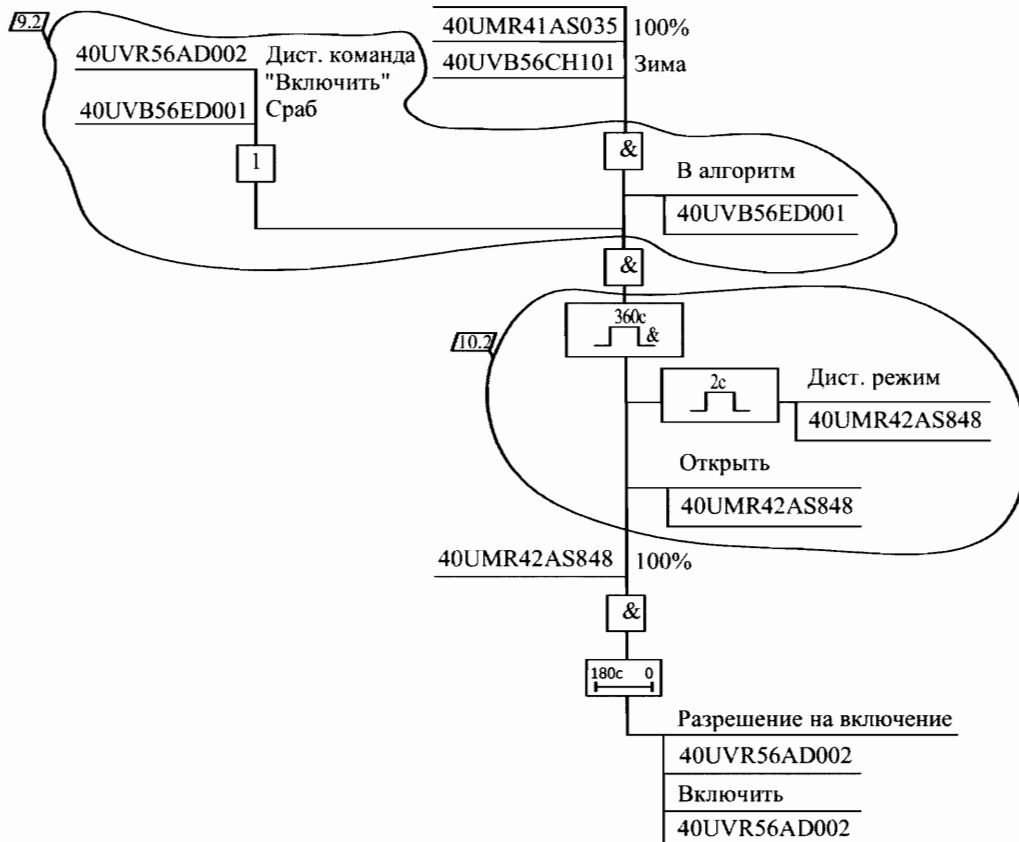 9.2
40UMR41AS035 100%
40UVR56AD002 Дист. команда
"Включить"
40UVB56CH101 Зима
40UVB56ED001 Сраб
1
&
В алгоритм
40UVB56ED001
&
360с
&
10.2
2с
Дист. режим
40UMR42AS848
Открыть
40UMR42AS848
40UMR42AS848 100%
&
180с 0
Разрешение на включение
40UVR56AD002
Включить
40UVR56AD002